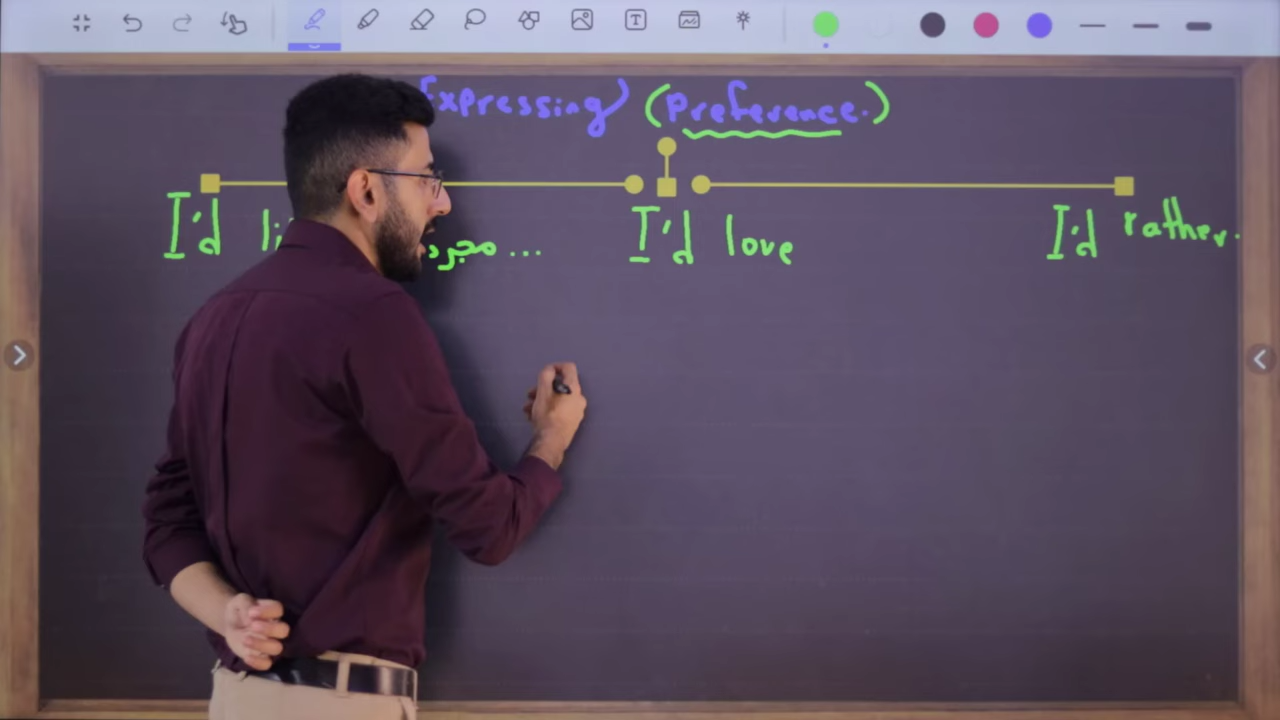 Expressing (Preference.)
I'd مجرد... I'd love I'd rather.